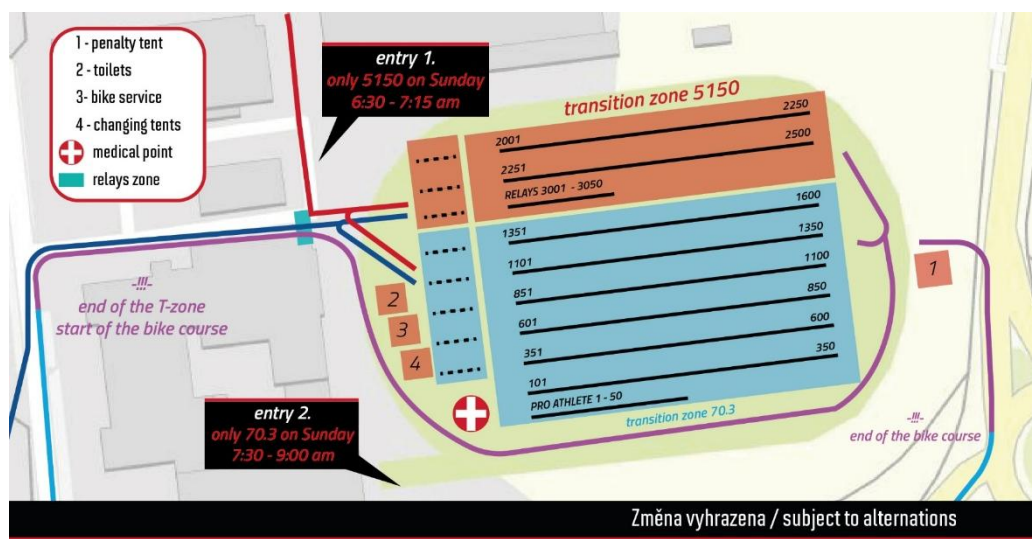 1 - penalty tent
2 - toilets
3- bike service
4 - changing tents
medical point
relays zone
entry 1.
only 5150 on Sunday
6:30 - 7:15 am
transition zone 5150
2001
2250
2251
2500
RELAYS 3001 - 3050
1351
1600
1101
1350
851
1100
601
850
351
600
101
350
PRO ATHLETE 1 - 50
transition zone 70.3
2
3
4
1
-!!!-
end of the T-zone
start of the bike course
entry 2.
only 70.3 on Sunday
7:30 - 9:00 am
-!!!-
end of the bike course
Změna vyhrazena / subject to alternations